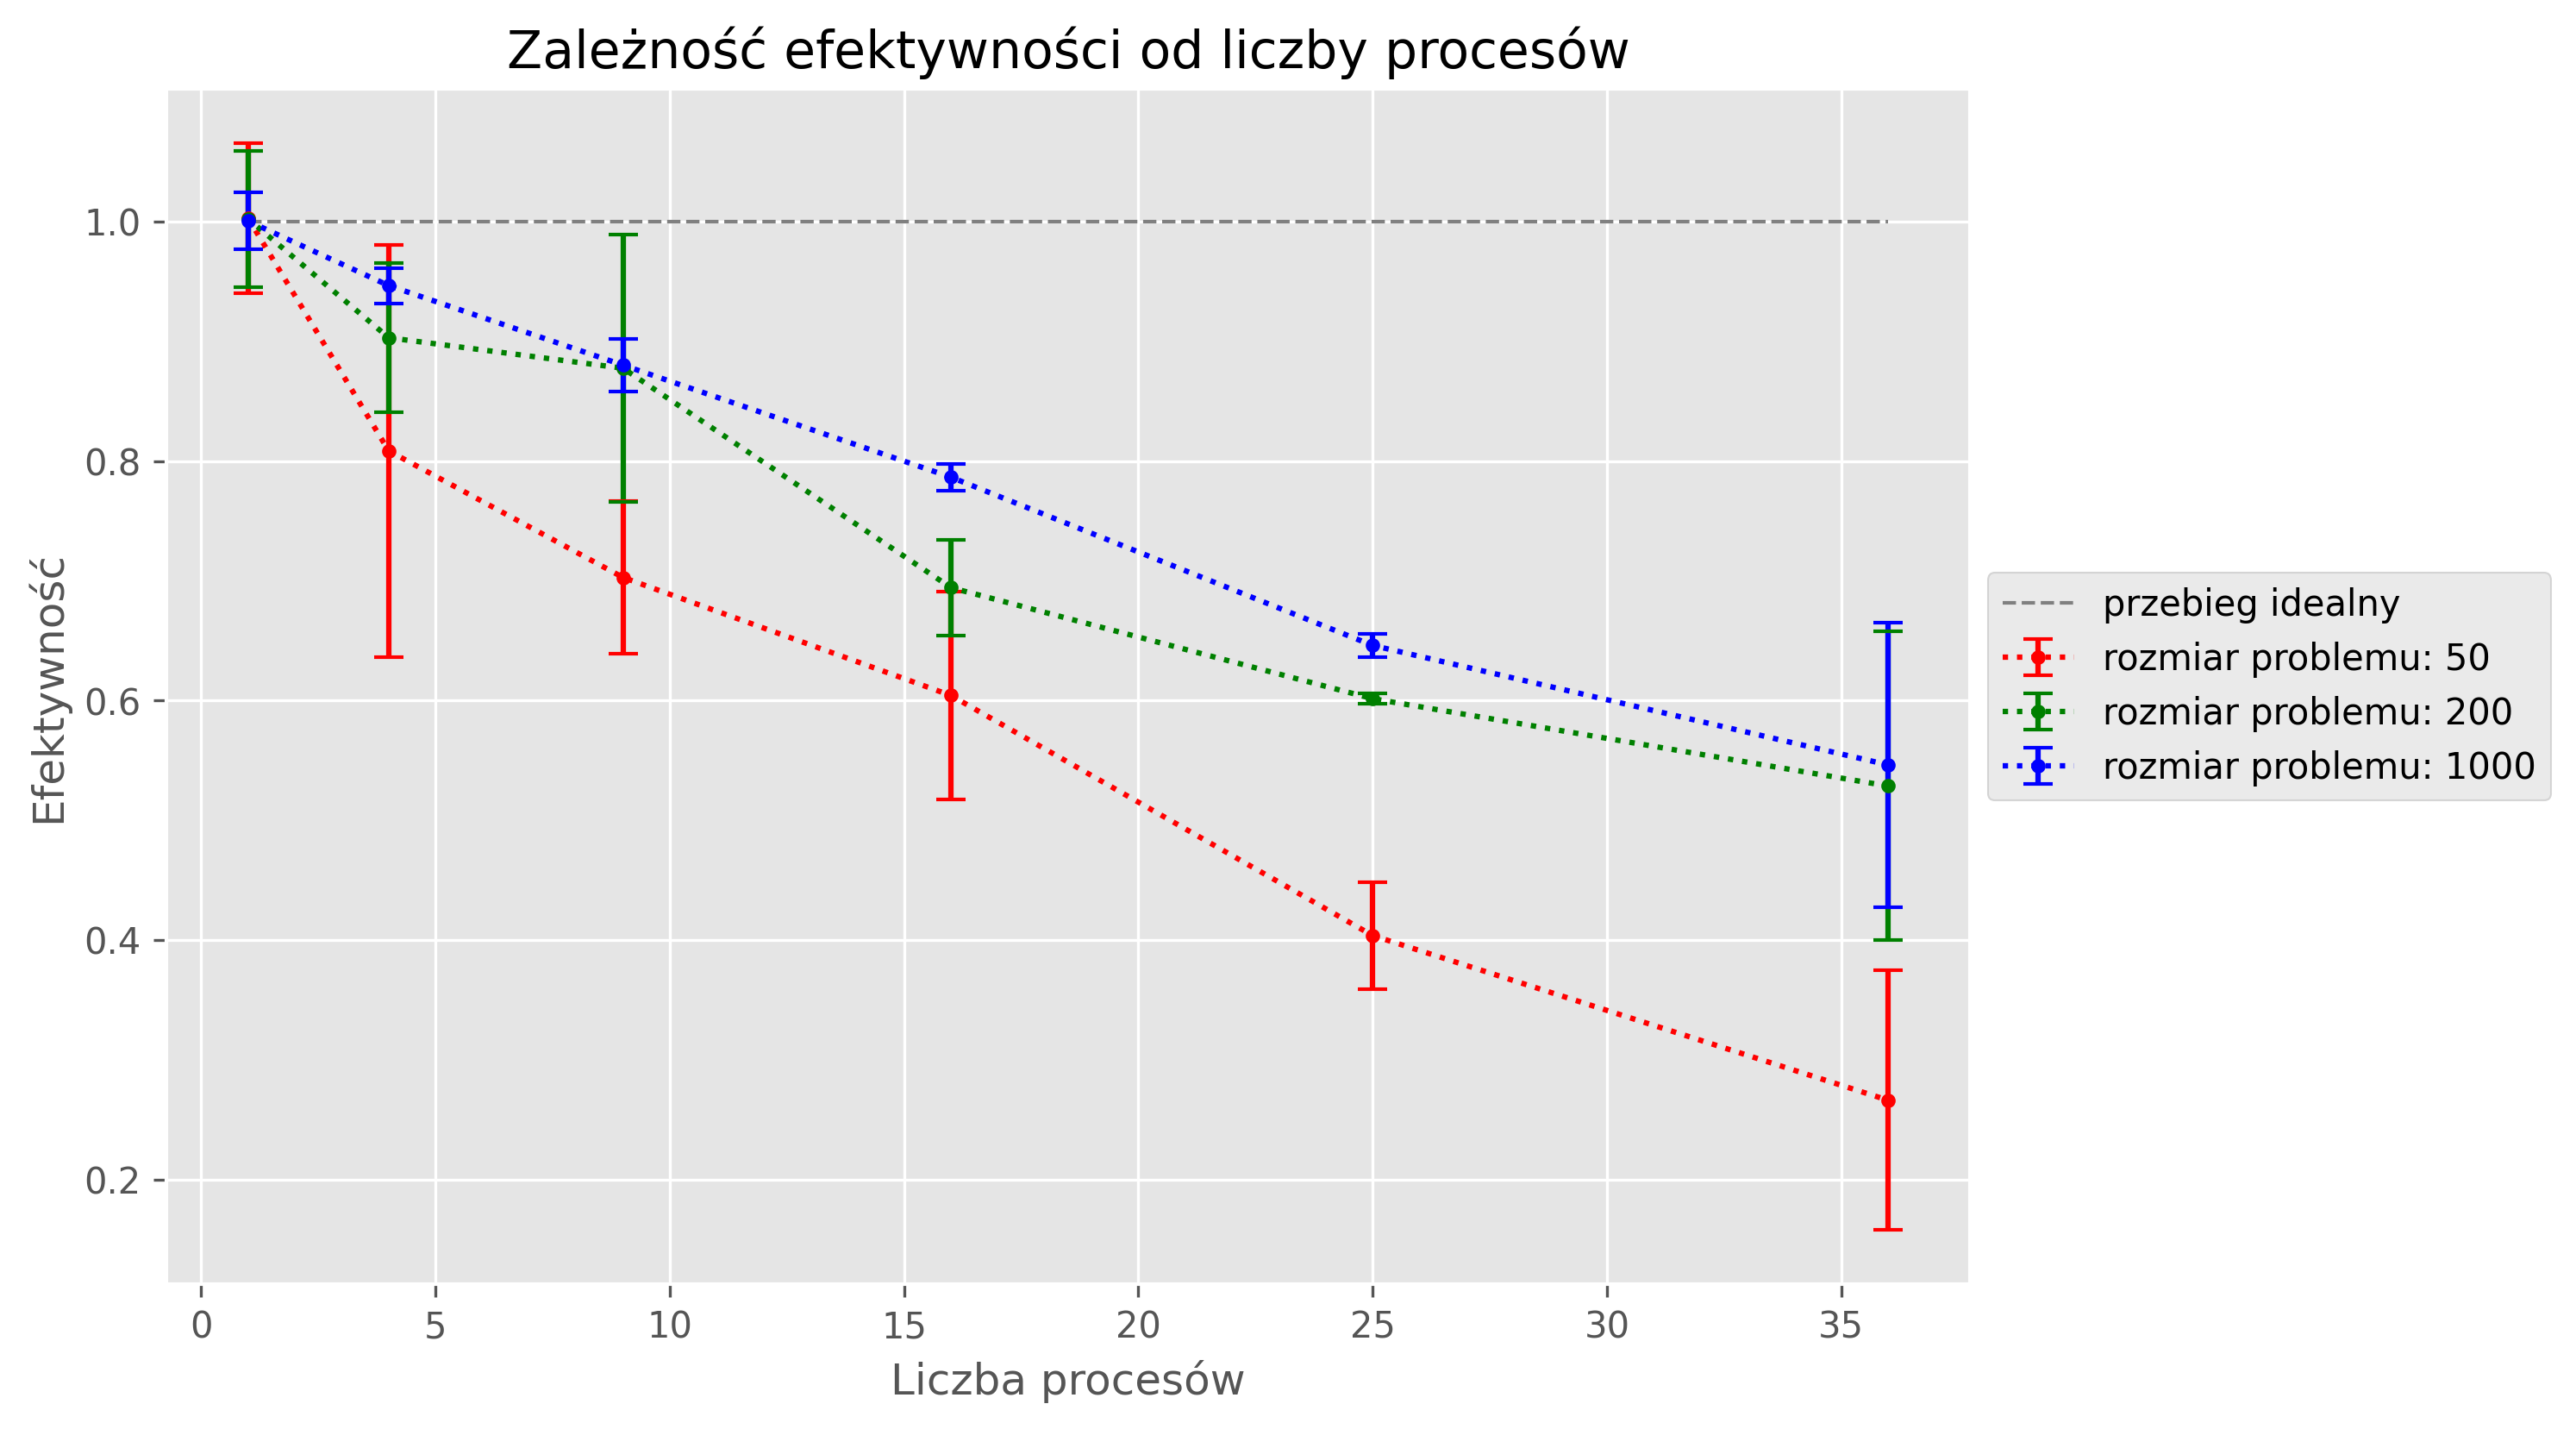 Zależność efektywności od liczby procesów
Efektywność
1.0
0.8
0.6
0.4
0.2
0 5 10 15 20 25 30 35
Liczba procesów
przebieg idealny
rozmiar problemu: 50
rozmiar problemu: 200
rozmiar problemu: 1000